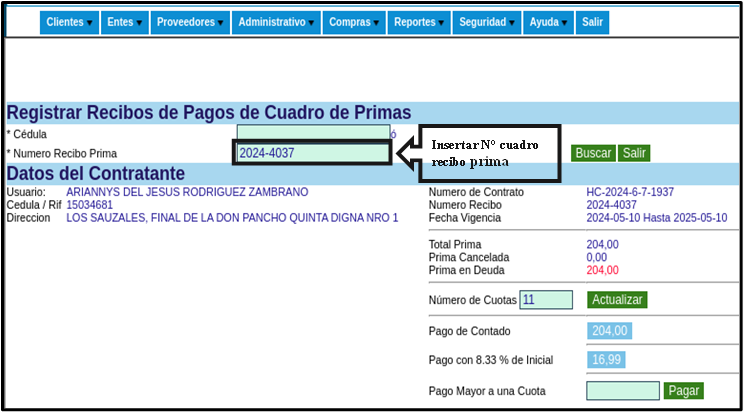 Clientes Entes Proveedores Administrativo Compras Reportes Seguridad Ayuda Salir
Registrar Recibos de Pagos de Cuadro de Primas
* Cédula ó
* Numero Recibo Prima 2024-4037 Buscar Salir
Insertar N° cuadro
recibo prima
Datos del Contratante
Usuario: ARIANNYS DEL JESUS RODRIGUEZ ZAMBRANO
Cedula / Rif 15034681
Direccion LOS SAUZALES, FINAL DE LA DON PANCHO QUINTA DIGNA NRO 1
Numero de Contrato HC-2024-6-7-1937
Numero Recibo 2024-4037
Fecha Vigencia 2024-05-10 Hasta 2025-05-10
Total Prima 204,00
Prima Cancelada 0,00
Prima en Deuda 204,00
Número de Cuotas 11 Actualizar
Pago de Contado 204,00
Pago con 8.33 % de Inicial 16,99
Pago Mayor a una Cuota Pagar